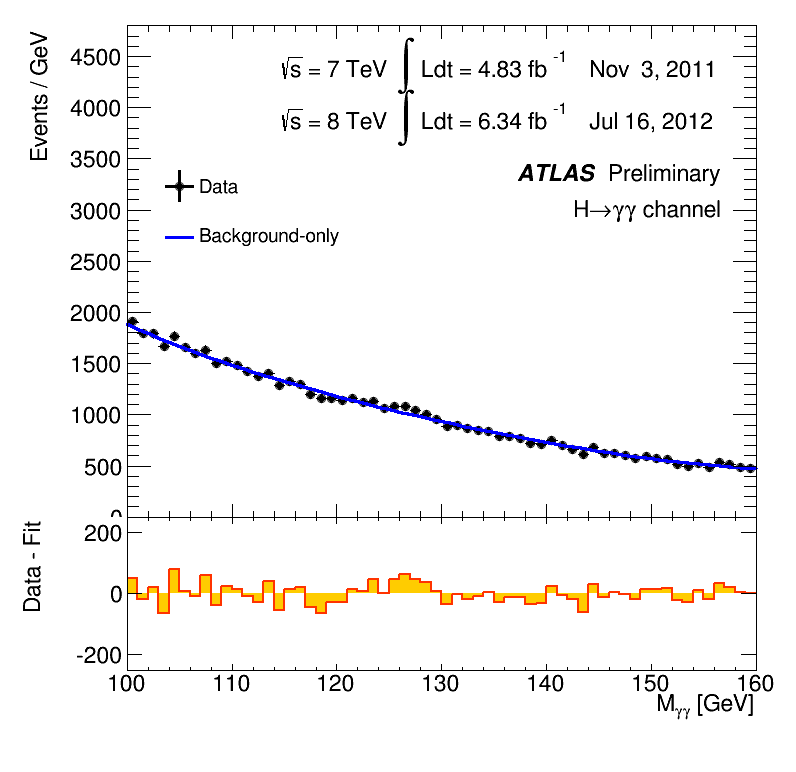 Events / GeV
4500
4000
3500
3000
2500
2000
1500
1000
500
0
√s = 7 TeV ∫ Ldt = 4.83 fb⁻¹ Nov 3, 2011
√s = 8 TeV ∫ Ldt = 6.34 fb⁻¹ Jul 16, 2012
ATLAS Preliminary
H→γγ channel
Data
Background-only
Data - Fit
200
0
-200
100 110 120 130 140 150 160
Mγγ [GeV]